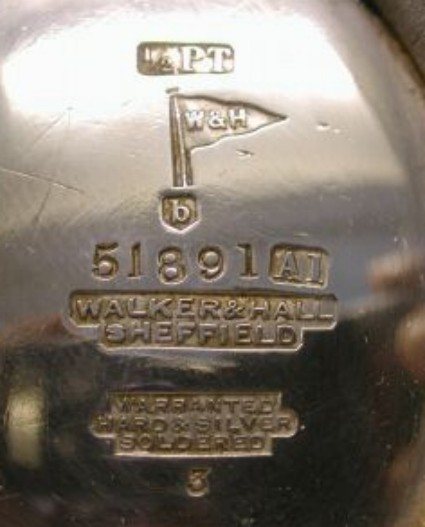 ½PT
W&H
b
51891 A1
WALKER&HALL
SHEFFIELD
WARRANTED
HARD&SILVER
SOLDERED
3